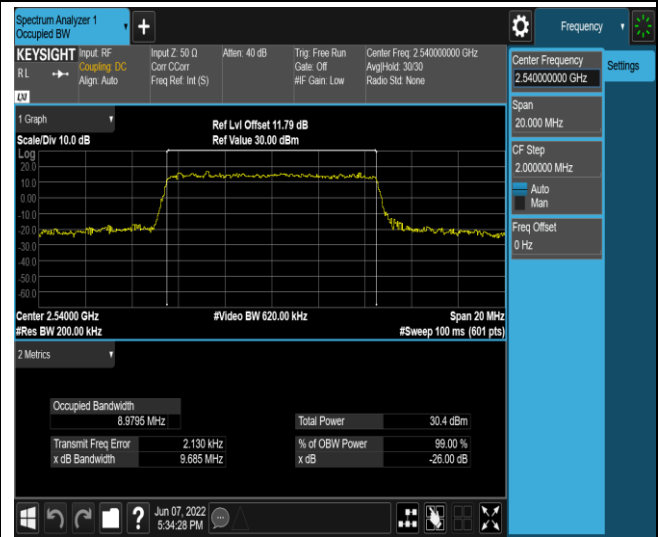 Spectrum Analyzer 1
Occupied BW
+
Frequency
KEYSIGHT
RL
LXI
Input: RF
Coupling: DC
Align: Auto
Input Z: 50 Ω
Corr CCorr
Freq Ref: Int (S)
Atten: 40 dB
Trig: Free Run
Gate: Off
#IF Gain: Low
Center Freq: 2.540000000 GHz
Avg|Hold: 30/30
Radio Std: None
Center Frequency
2.540000000 GHz
Settings
Span
20.000 MHz
CF Step
2.000000 MHz
Auto
Man
Freq Offset
0 Hz
1 Graph
Scale/Div 10.0 dB
Ref Lvl Offset 11.79 dB
Ref Value 30.00 dBm
Log
20.0
10.0
0.00
-10.0
-20.0
-30.0
-40.0
-50.0
-60.0
Center 2.54000 GHz
#Video BW 620.00 kHz
Span 20 MHz
#Res BW 200.00 kHz
#Sweep 100 ms (601 pts)
2 Metrics
Occupied Bandwidth
8.9795 MHz
Total Power 30.4 dBm
Transmit Freq Error 2.130 kHz
% of OBW Power 99.00 %
x dB Bandwidth 9.685 MHz
x dB -26.00 dB
?
Jun 07, 2022
5:34:28 PM